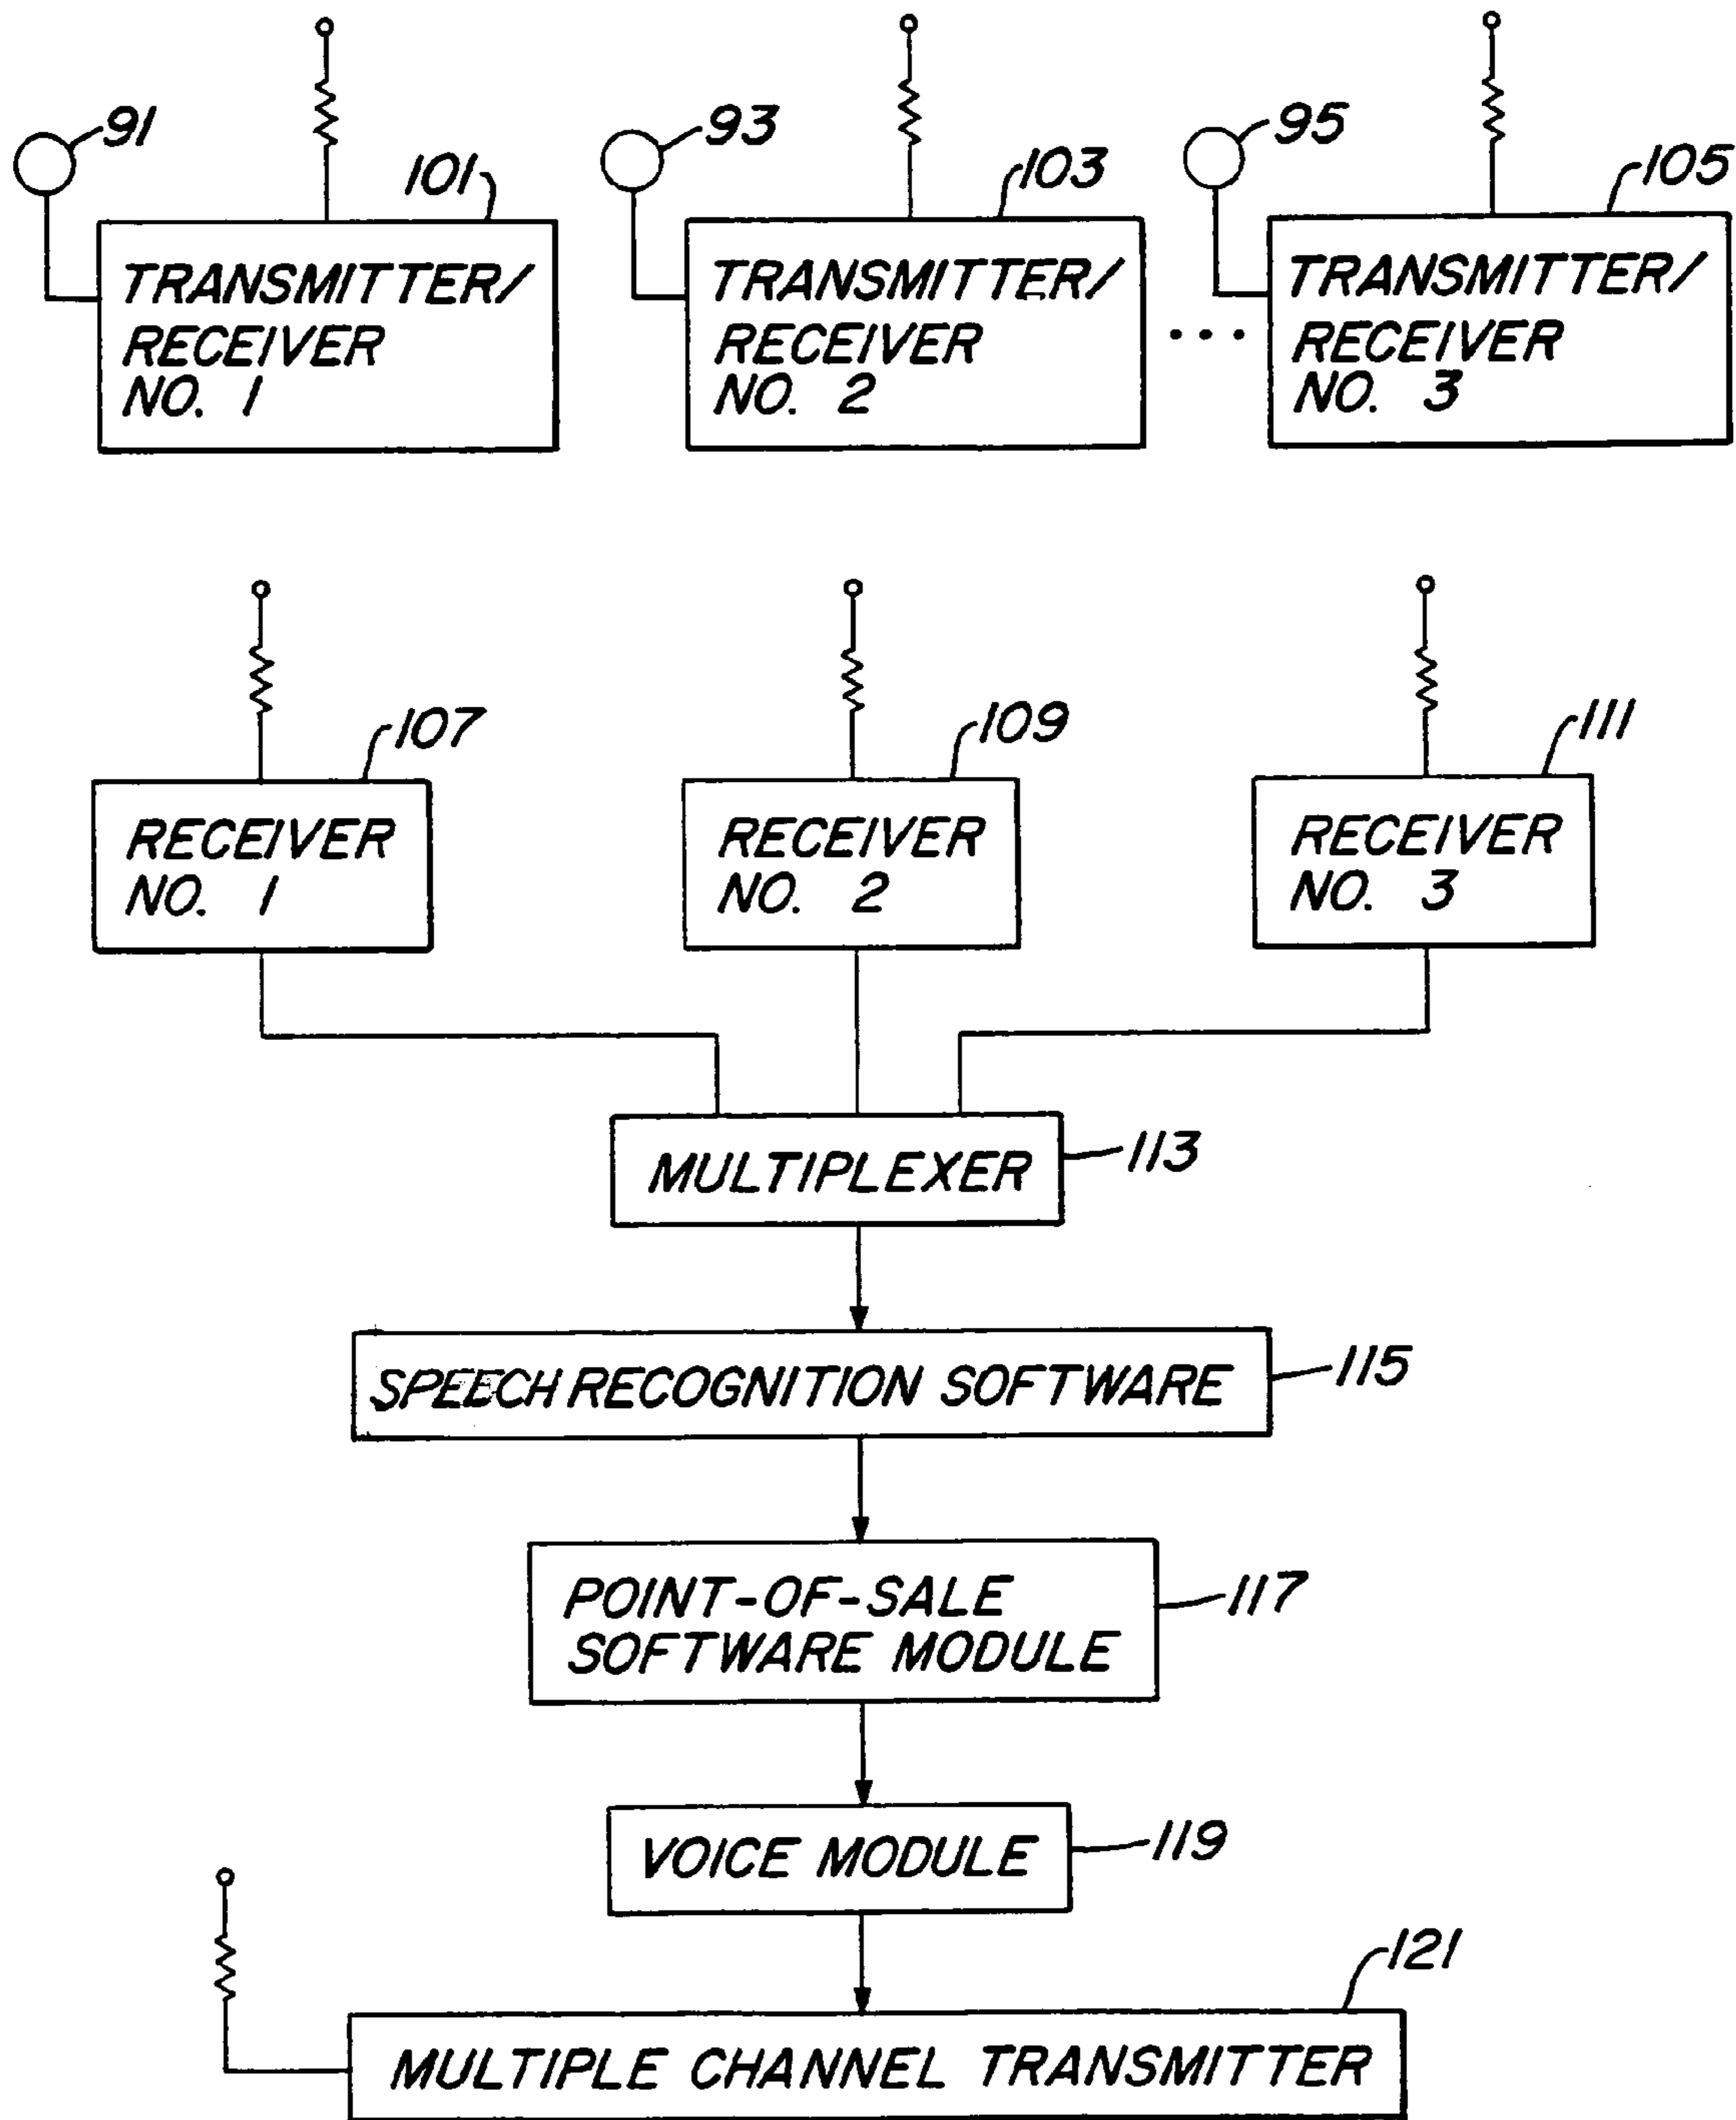 91
93
95
101
103
105
TRANSMITTER/
RECEIVER
NO. 1
TRANSMITTER/
RECEIVER
NO. 2
...
TRANSMITTER/
RECEIVER
NO. 3
107
109
111
RECEIVER
NO. 1
RECEIVER
NO. 2
RECEIVER
NO. 3
MULTIPLEXER
113
SPEECH RECOGNITION SOFTWARE
115
POINT-OF-SALE
SOFTWARE MODULE
117
VOICE MODULE
119
121
MULTIPLE CHANNEL TRANSMITTER